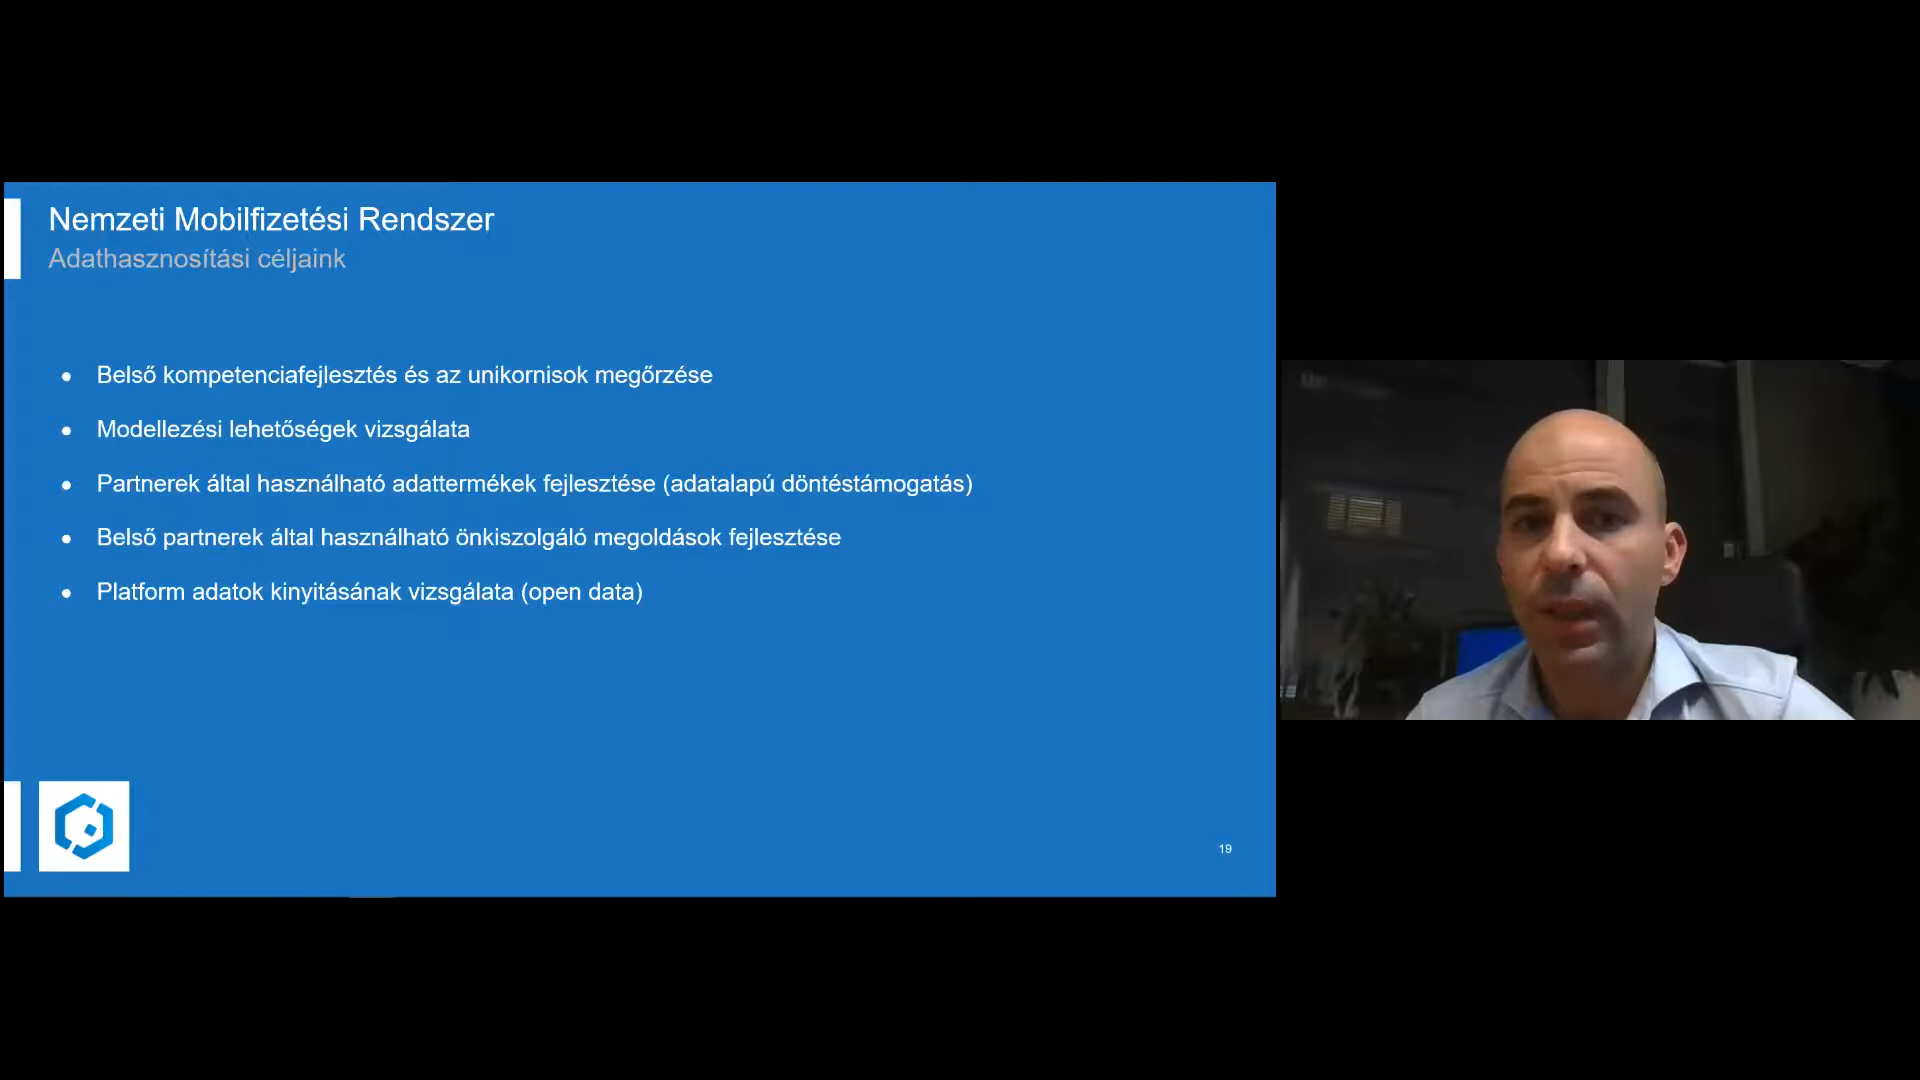 Nemzeti Mobilfizetési Rendszer
Adathasznosítási céljaink
● Belső kompetenciafejlesztés és az unikornisok megőrzése
● Modellezési lehetőségek vizsgálata
● Partnerek által használható adattermékek fejlesztése (adatalapú döntéstámogatás)
● Belső partnerek által használható önkiszolgáló megoldások fejlesztése
● Platform adatok kinyitásának vizsgálata (open data)
19